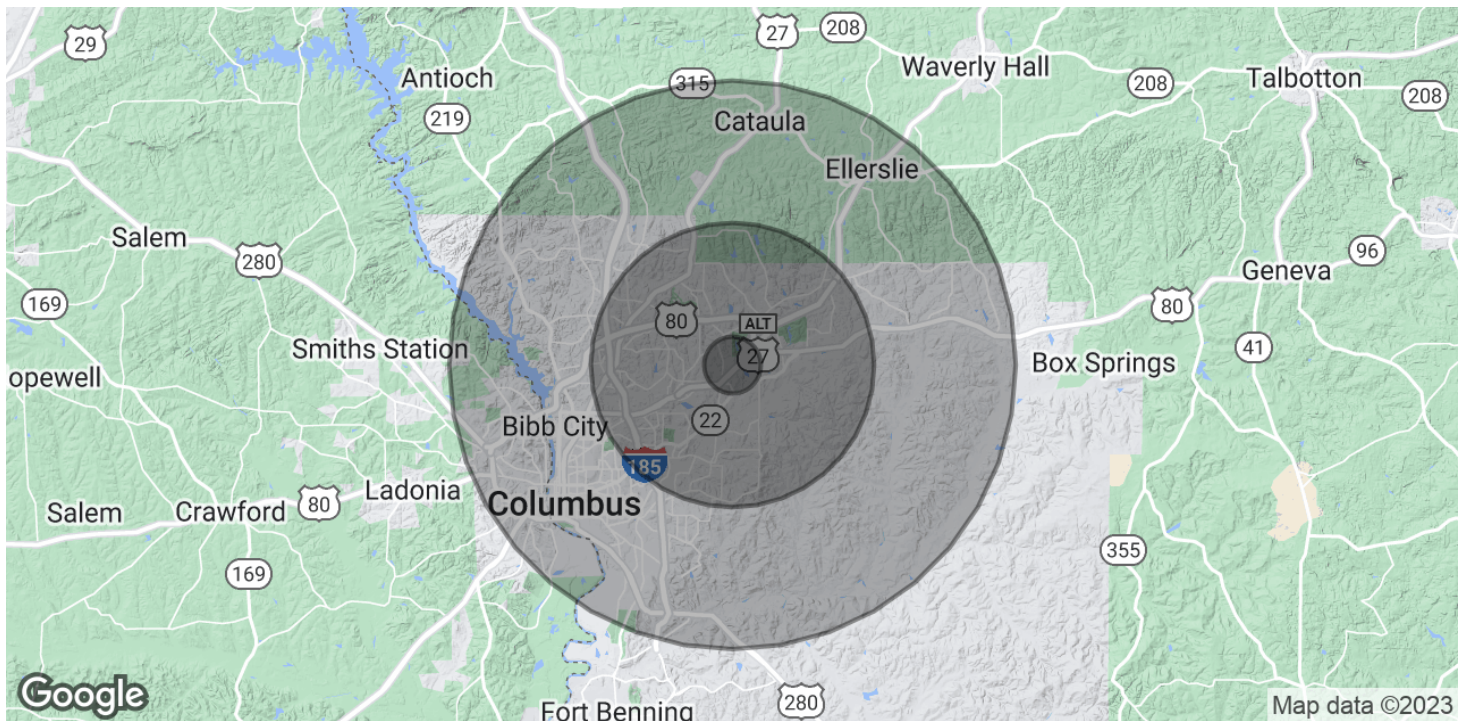 29
27
208
Antioch
Waverly Hall
315
208
Talbotton
208
219
Cataula
Ellerslie
Salem
280
96
Geneva
169
80
80
ALT
27
Smiths Station
41
Box Springs
opewell
22
Bibb City
185
Ladonia
Columbus
80
Salem
Crawford
355
169
Google
280
Fort Benning
Map data ©2023